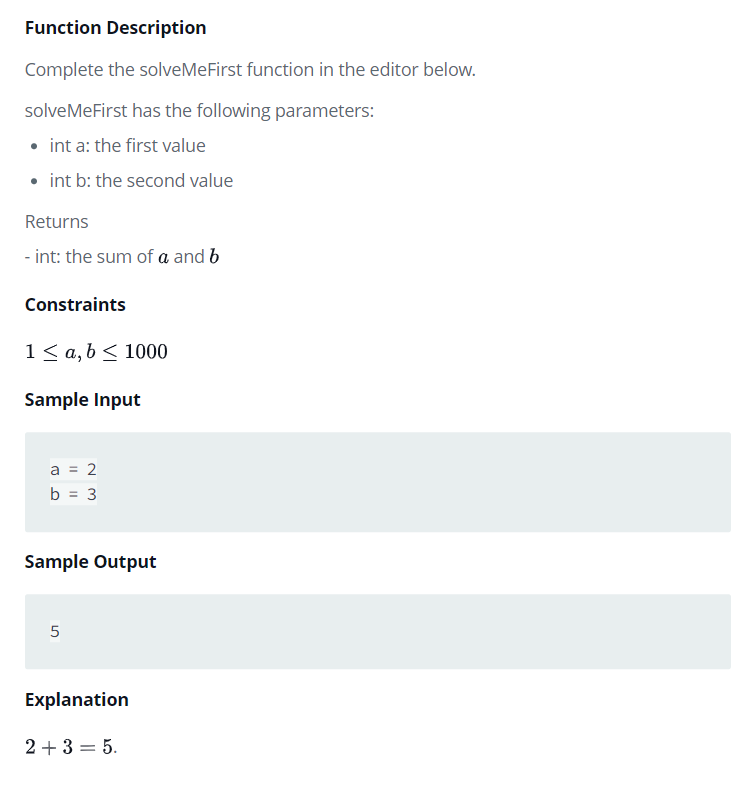 Function Description
Complete the solveMeFirst function in the editor below.
solveMeFirst has the following parameters:
• int a: the first value
• int b: the second value
Returns
- int: the sum of a and b
Constraints
1 ≤ a, b ≤ 1000
Sample Input
a = 2
b = 3
Sample Output
5
Explanation
2 + 3 = 5.